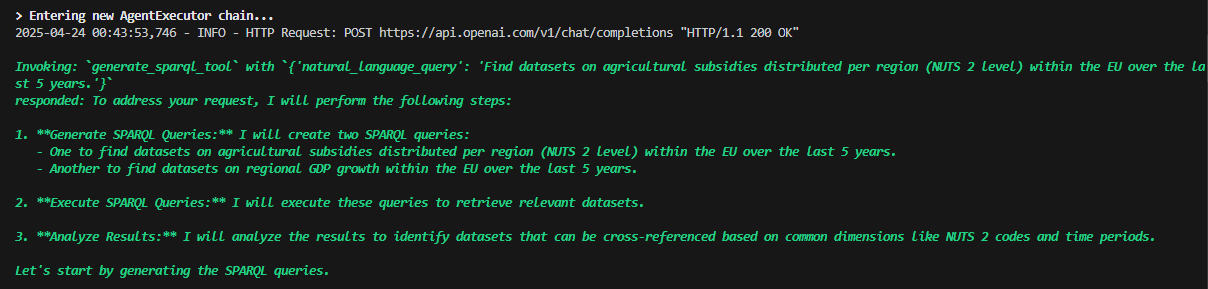 > Entering new AgentExecutor chain...
2025-04-24 00:43:53,746 - INFO - HTTP Request: POST https://api.openai.com/v1/chat/completions "HTTP/1.1 200 OK"
Invoking: `generate_sparql_tool` with `{'natural_language_query': 'Find datasets on agricultural subsidies distributed per region (NUTS 2 level) within the EU over the la
st 5 years.'}`
responded: To address your request, I will perform the following steps:
1. **Generate SPARQL Queries:** I will create two SPARQL queries:
- One to find datasets on agricultural subsidies distributed per region (NUTS 2 level) within the EU over the last 5 years.
- Another to find datasets on regional GDP growth within the EU over the last 5 years.
2. **Execute SPARQL Queries:** I will execute these queries to retrieve relevant datasets.
3. **Analyze Results:** I will analyze the results to identify datasets that can be cross-referenced based on common dimensions like NUTS 2 codes and time periods.
Let's start by generating the SPARQL queries.